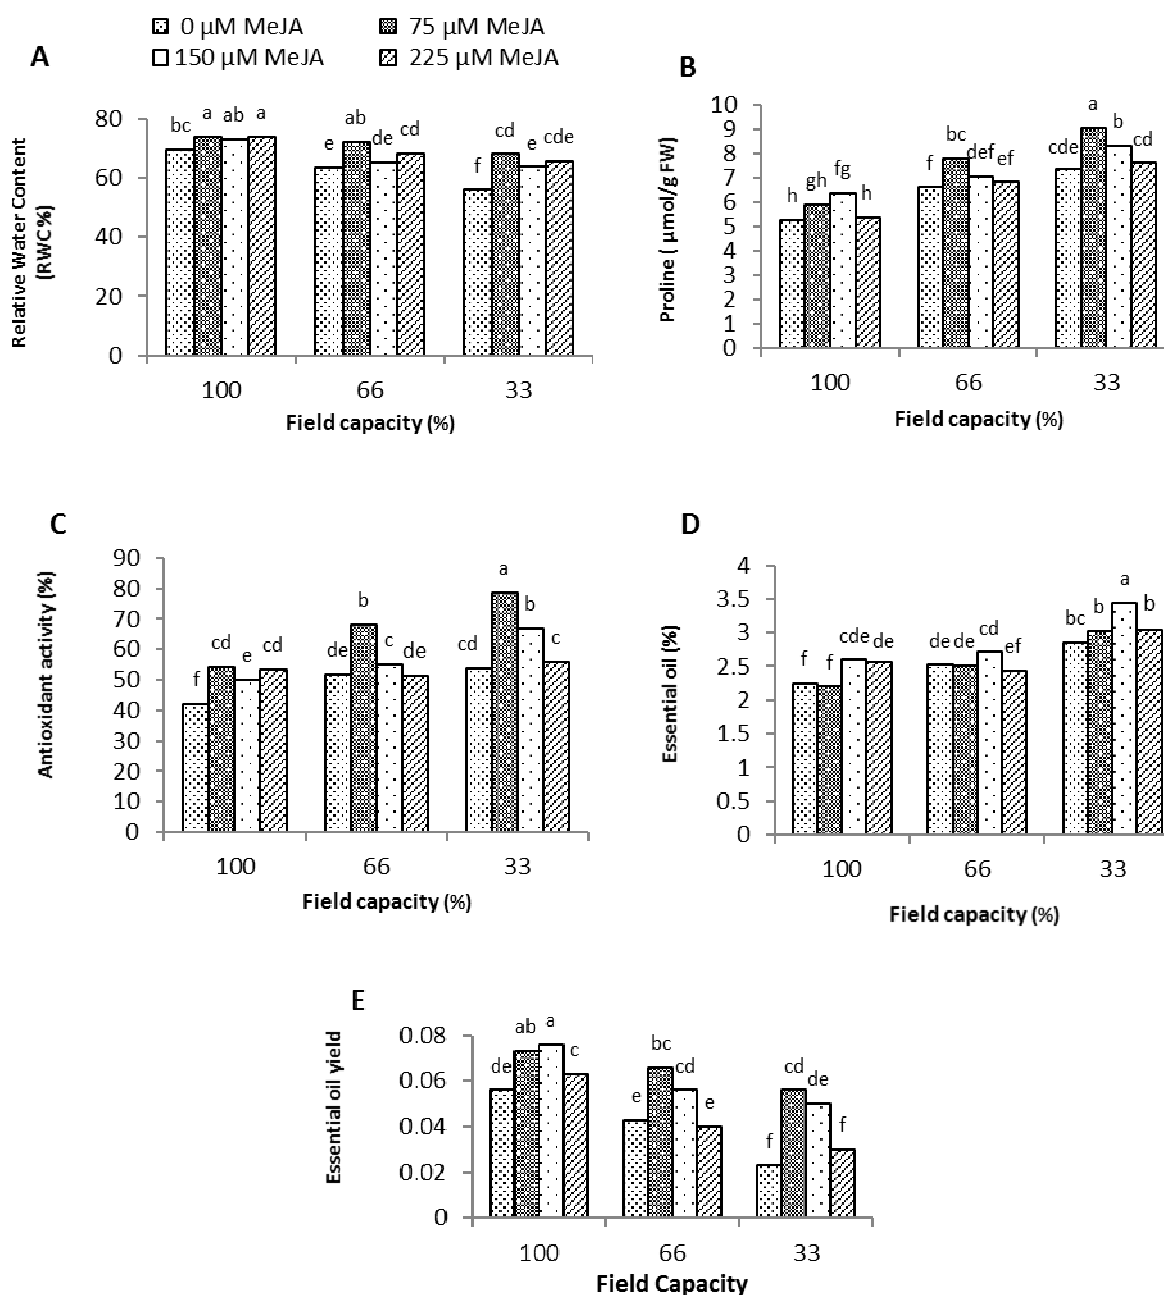 0 µM MeJA 75 µM MeJA
150 µM MeJA 225 µM MeJA
A
80
60
40
20
0
Relative Water Content
(RWC%)
bc a ab a
e ab de cd
f cd e cde
100 66 33
Field capacity (%)
B
10
9
8
7
6
5
4
3
2
1
0
Proline ( µmol/g FW)
h gh fg h
f bc def ef
cde a b cd
100 66 33
Field capacity (%)
C
90
80
70
60
50
40
30
20
10
0
Antioxidant activity (%)
f cd e cd
de b c de
cd a b c
100 66 33
Field capacity (%)
D
4
3.5
3
2.5
2
1.5
1
0.5
0
Essential oil (%)
f f cde de
de de cd ef
bc b a b
100 66 33
Field capacity (%)
E
0.08
0.06
0.04
0.02
0
Essential oil yield
de ab a c
e bc cd e
f cd de f
100 66 33
Field Capacity